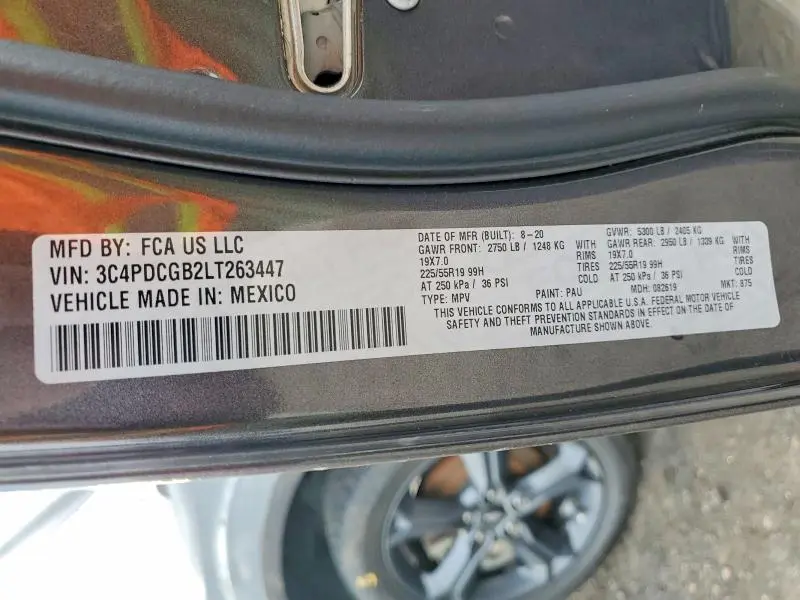 MFD BY: FCA US LLC
VIN: 3C4PDCGB2LT263447
VEHICLE MADE IN: MEXICO
DATE OF MFR (BUILT): 8-20 GVWR: 5300 LB / 2405 KG
GAWR FRONT: 2750 LB / 1248 KG WITH GAWR REAR: 2950 LB / 1339 KG WITH
19X7.0 RIMS 19X7.0 RIMS
225/55R19 99H TIRES 225/55R19 99H TIRES
AT 250 kPa / 36 PSI COLD AT 250 kPa / 36 PSI COLD
TYPE: MPV PAINT: PAU MDH: 082619 MKT: 875
THIS VEHICLE CONFORMS TO ALL APPLICABLE U.S.A. FEDERAL MOTOR VEHICLE
SAFETY AND THEFT PREVENTION STANDARDS IN EFFECT ON THE DATE OF
MANUFACTURE SHOWN ABOVE.